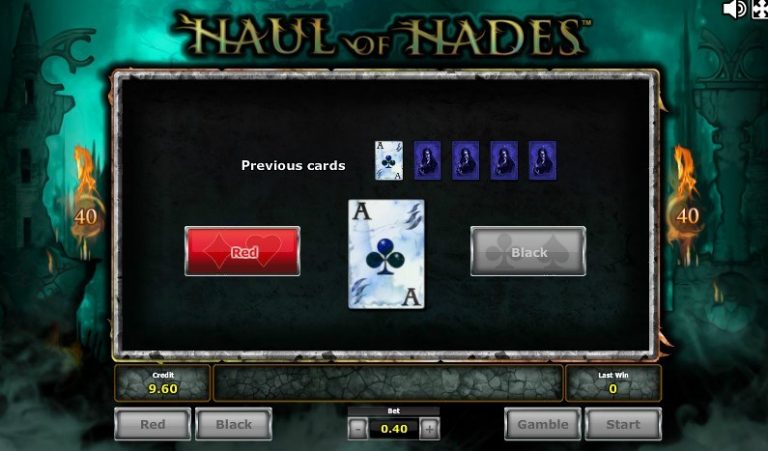 HAUL OF HADES™
Previous cards
A
A
40
40
Red
A
A
Black
Credit
9.60
Last Win
0
Red
Black
Bet
-
0.40
+
Gamble
Start